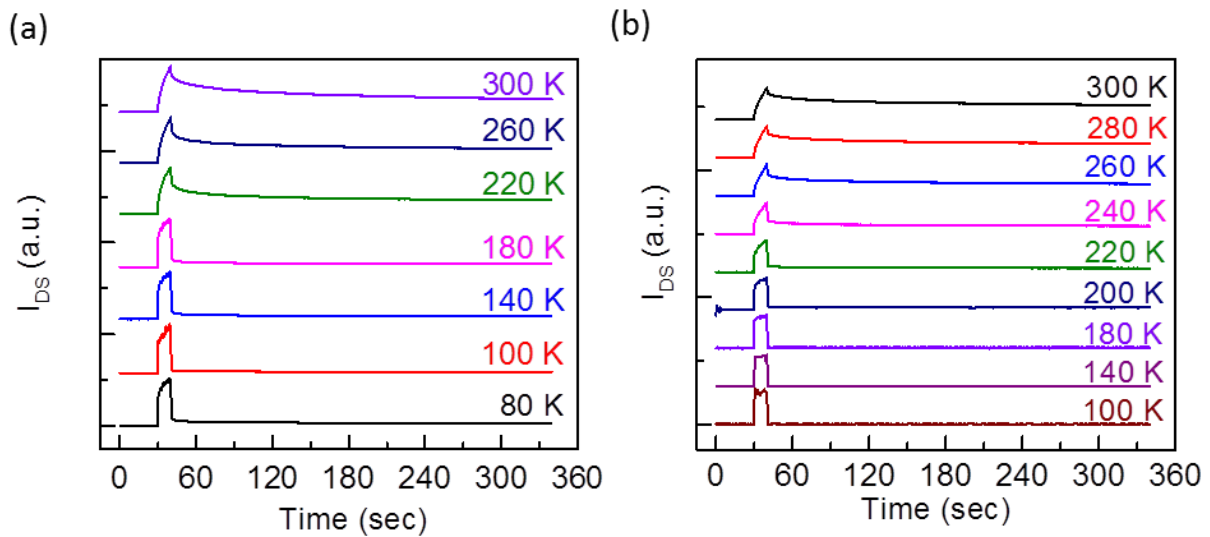 (a)
I_DS (a.u.)
300 K
260 K
220 K
180 K
140 K
100 K
80 K
0 60 120 180 240 300 360
Time (sec)
(b)
I_DS (a.u.)
300 K
280 K
260 K
240 K
220 K
200 K
180 K
140 K
100 K
0 60 120 180 240 300 360
Time (sec)